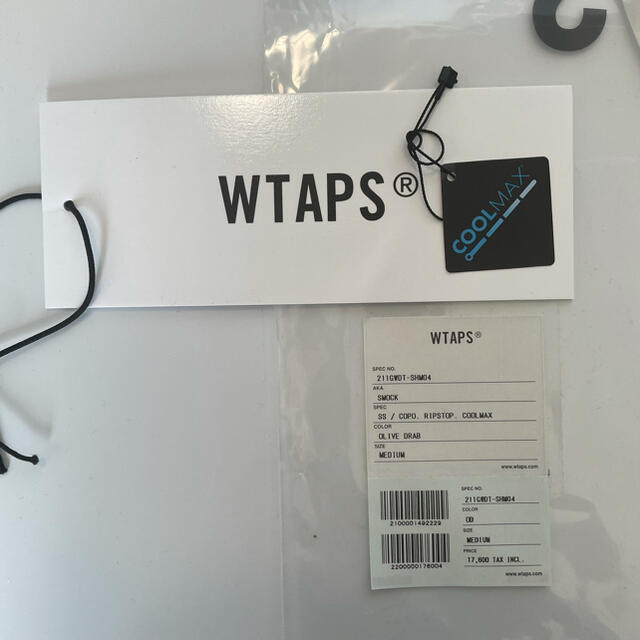 WTAPS®
COOLMAX
WTAPS®
SPEC NO.
211GWDT-SHM04
AKA
SMOCK
SPEC
SS / COPO. RIPSTOP. COOLMAX
COLOR
OLIVE DRAB
SIZE
MEDIUM
www.wtaps.com
SPEC NO.
211GWDT-SHM04
COLOR
OD
SIZE
MEDIUM
PRICE
17,600 TAX INCL.
www.wtaps.com
2100001492229
2200000176004